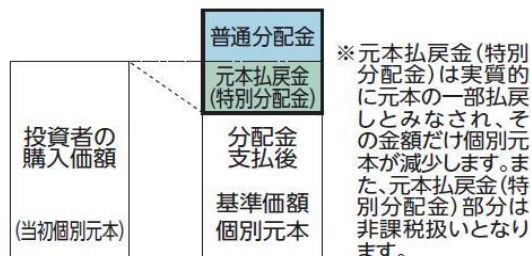 普通分配金
元本払戻金
(特別分配金)
投資者の
購入価額
(当初個別元本)
分配金
支払後
基準価額
個別元本
※元本払戻金(特別
分配金)は実質的
に元本の一部払戻
しとみなされ、そ
の金額だけ個別元
本が減少します。ま
た、元本払戻金(特
別分配金)部分は
非課税扱いとなり
ます。